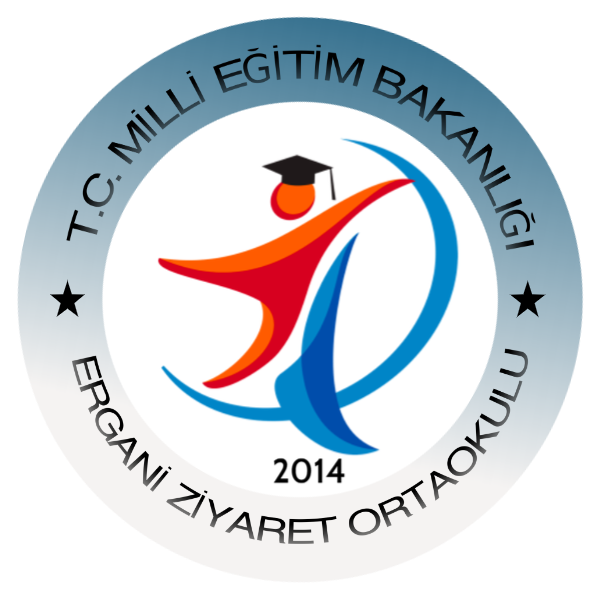 T.C. MİLLİ EĞİTİM BAKANLIĞI
2014
ERGANİ ZİYARET ORTAOKULU